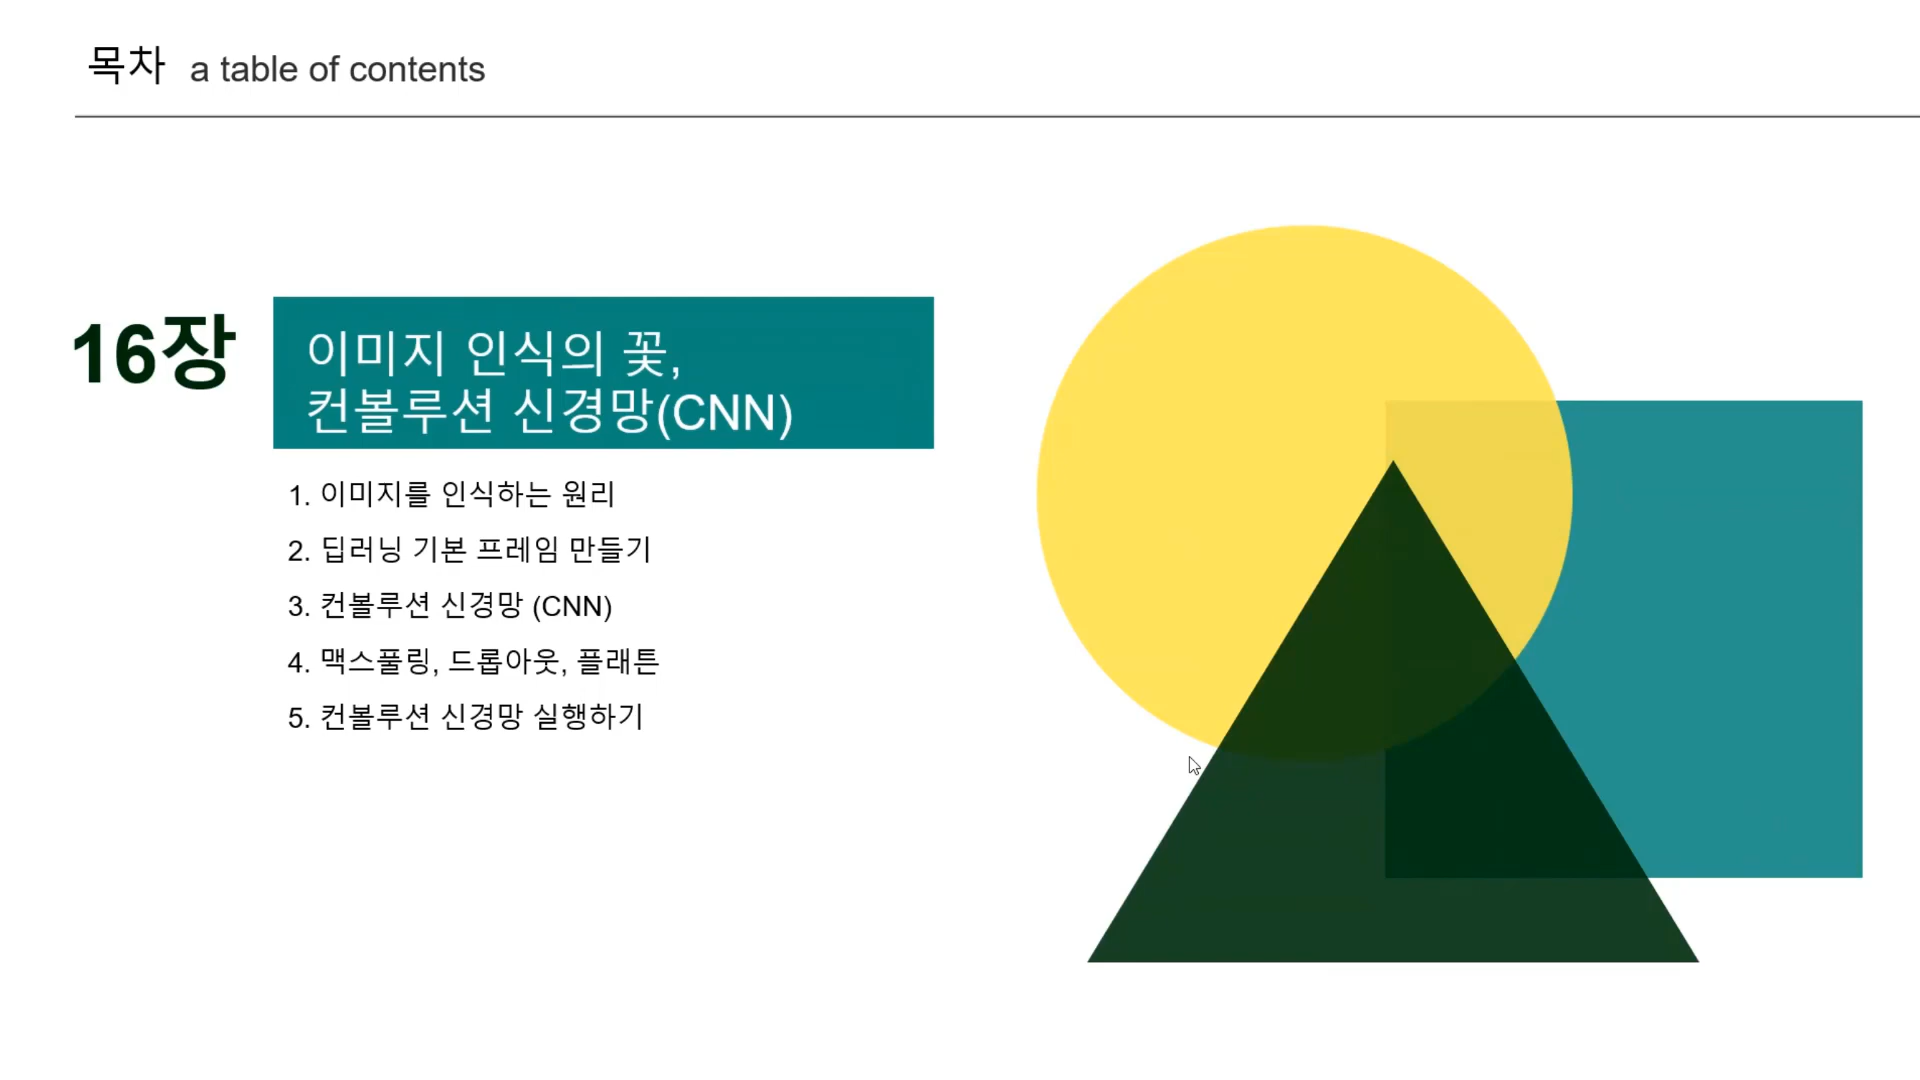 목차 a table of contents
16장
이미지 인식의 꽃,
컨볼루션 신경망(CNN)
1. 이미지를 인식하는 원리
2. 딥러닝 기본 프레임 만들기
3. 컨볼루션 신경망 (CNN)
4. 맥스풀링, 드롭아웃, 플래튼
5. 컨볼루션 신경망 실행하기